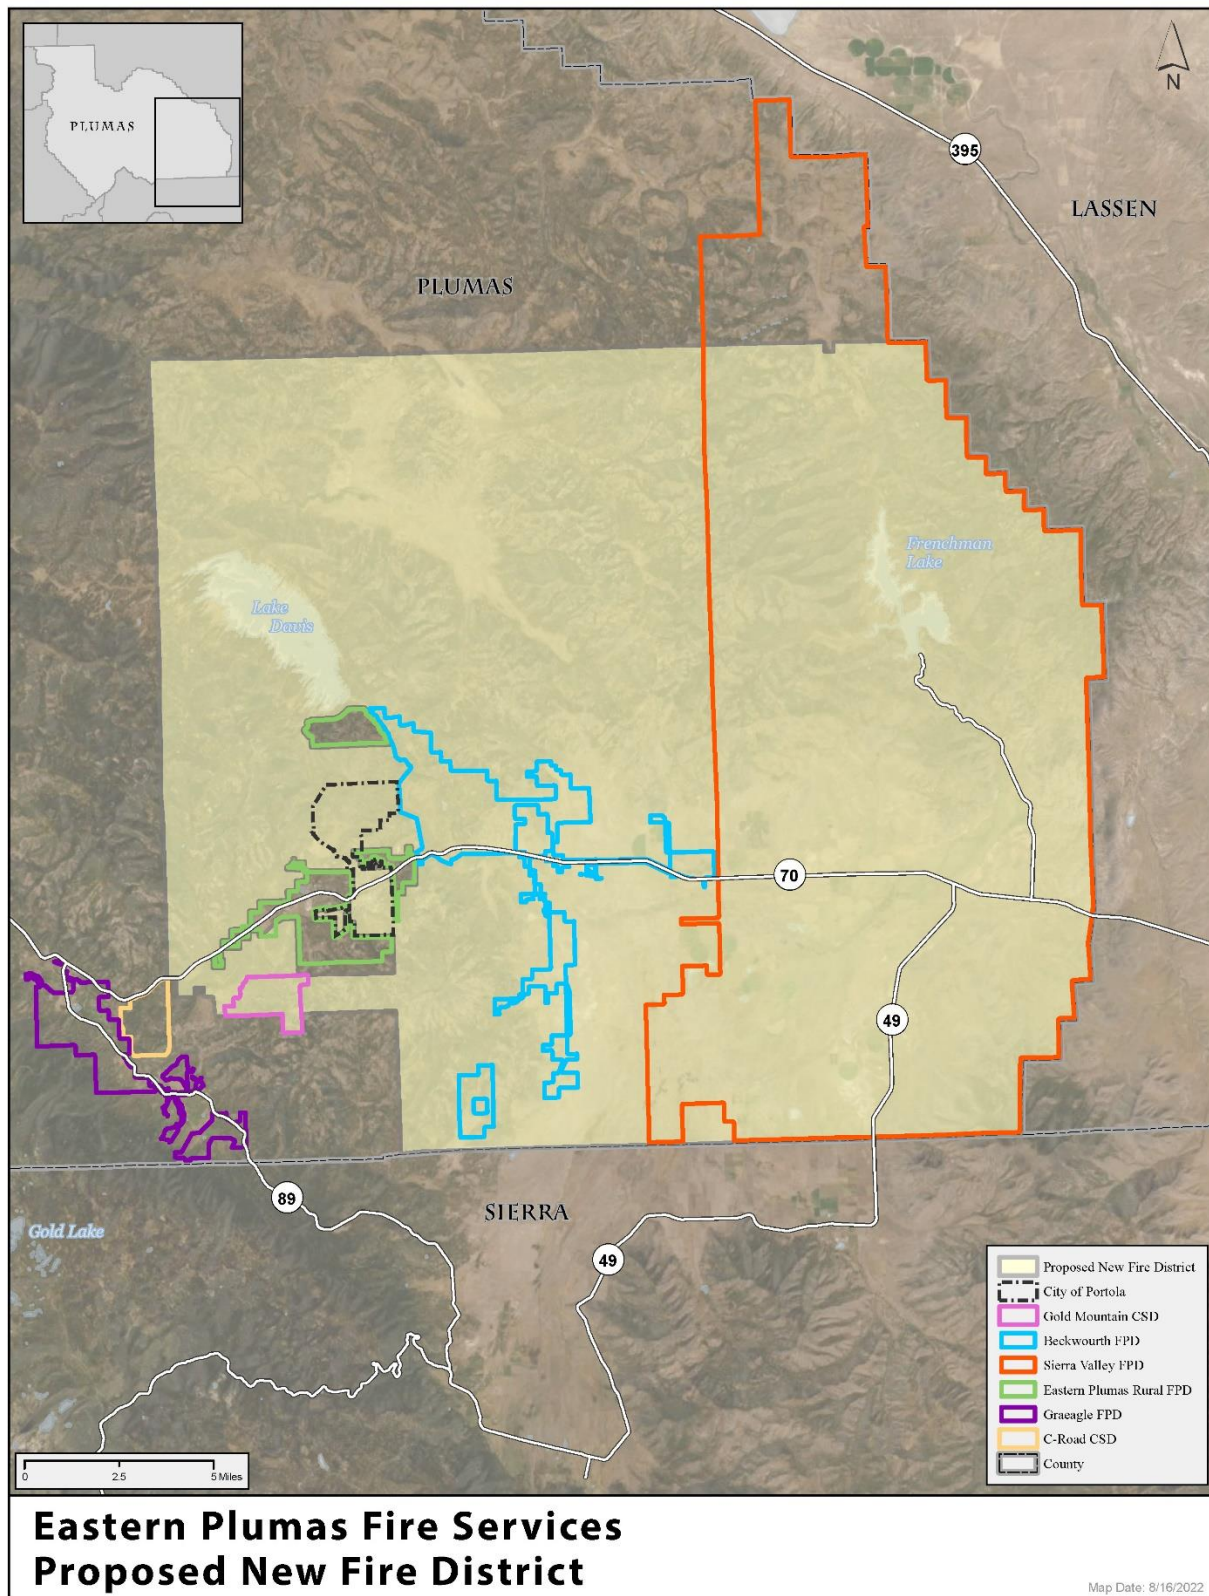 PLUMAS
N
395
LASSEN
PLUMAS
Frenchman
Lake
Lake
Davis
70
49
89
SIERRA
Gold Lake
49
Proposed New Fire District
City of Portola
Gold Mountain CSD
Beckwourth FPD
Sierra Valley FPD
Eastern Plumas Rural FPD
Graeagle FPD
C-Road CSD
County
0 2.5 5 Miles
Eastern Plumas Fire Services
Proposed New Fire District
Map Date: 8/16/2022